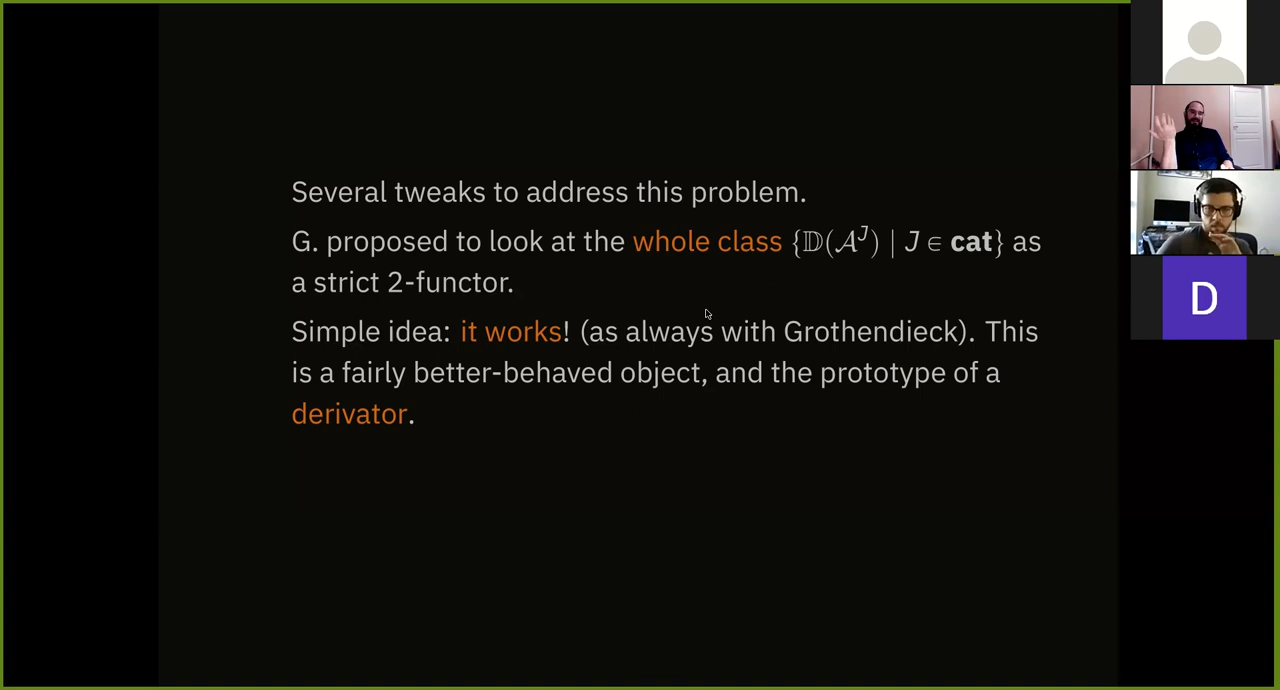 Several tweaks to address this problem.
G. proposed to look at the whole class {𝔻(𝒜ᴶ) | J ∈ cat} as
a strict 2-functor.
Simple idea: it works! (as always with Grothendieck). This
is a fairly better-behaved object, and the prototype of a
derivator.
D